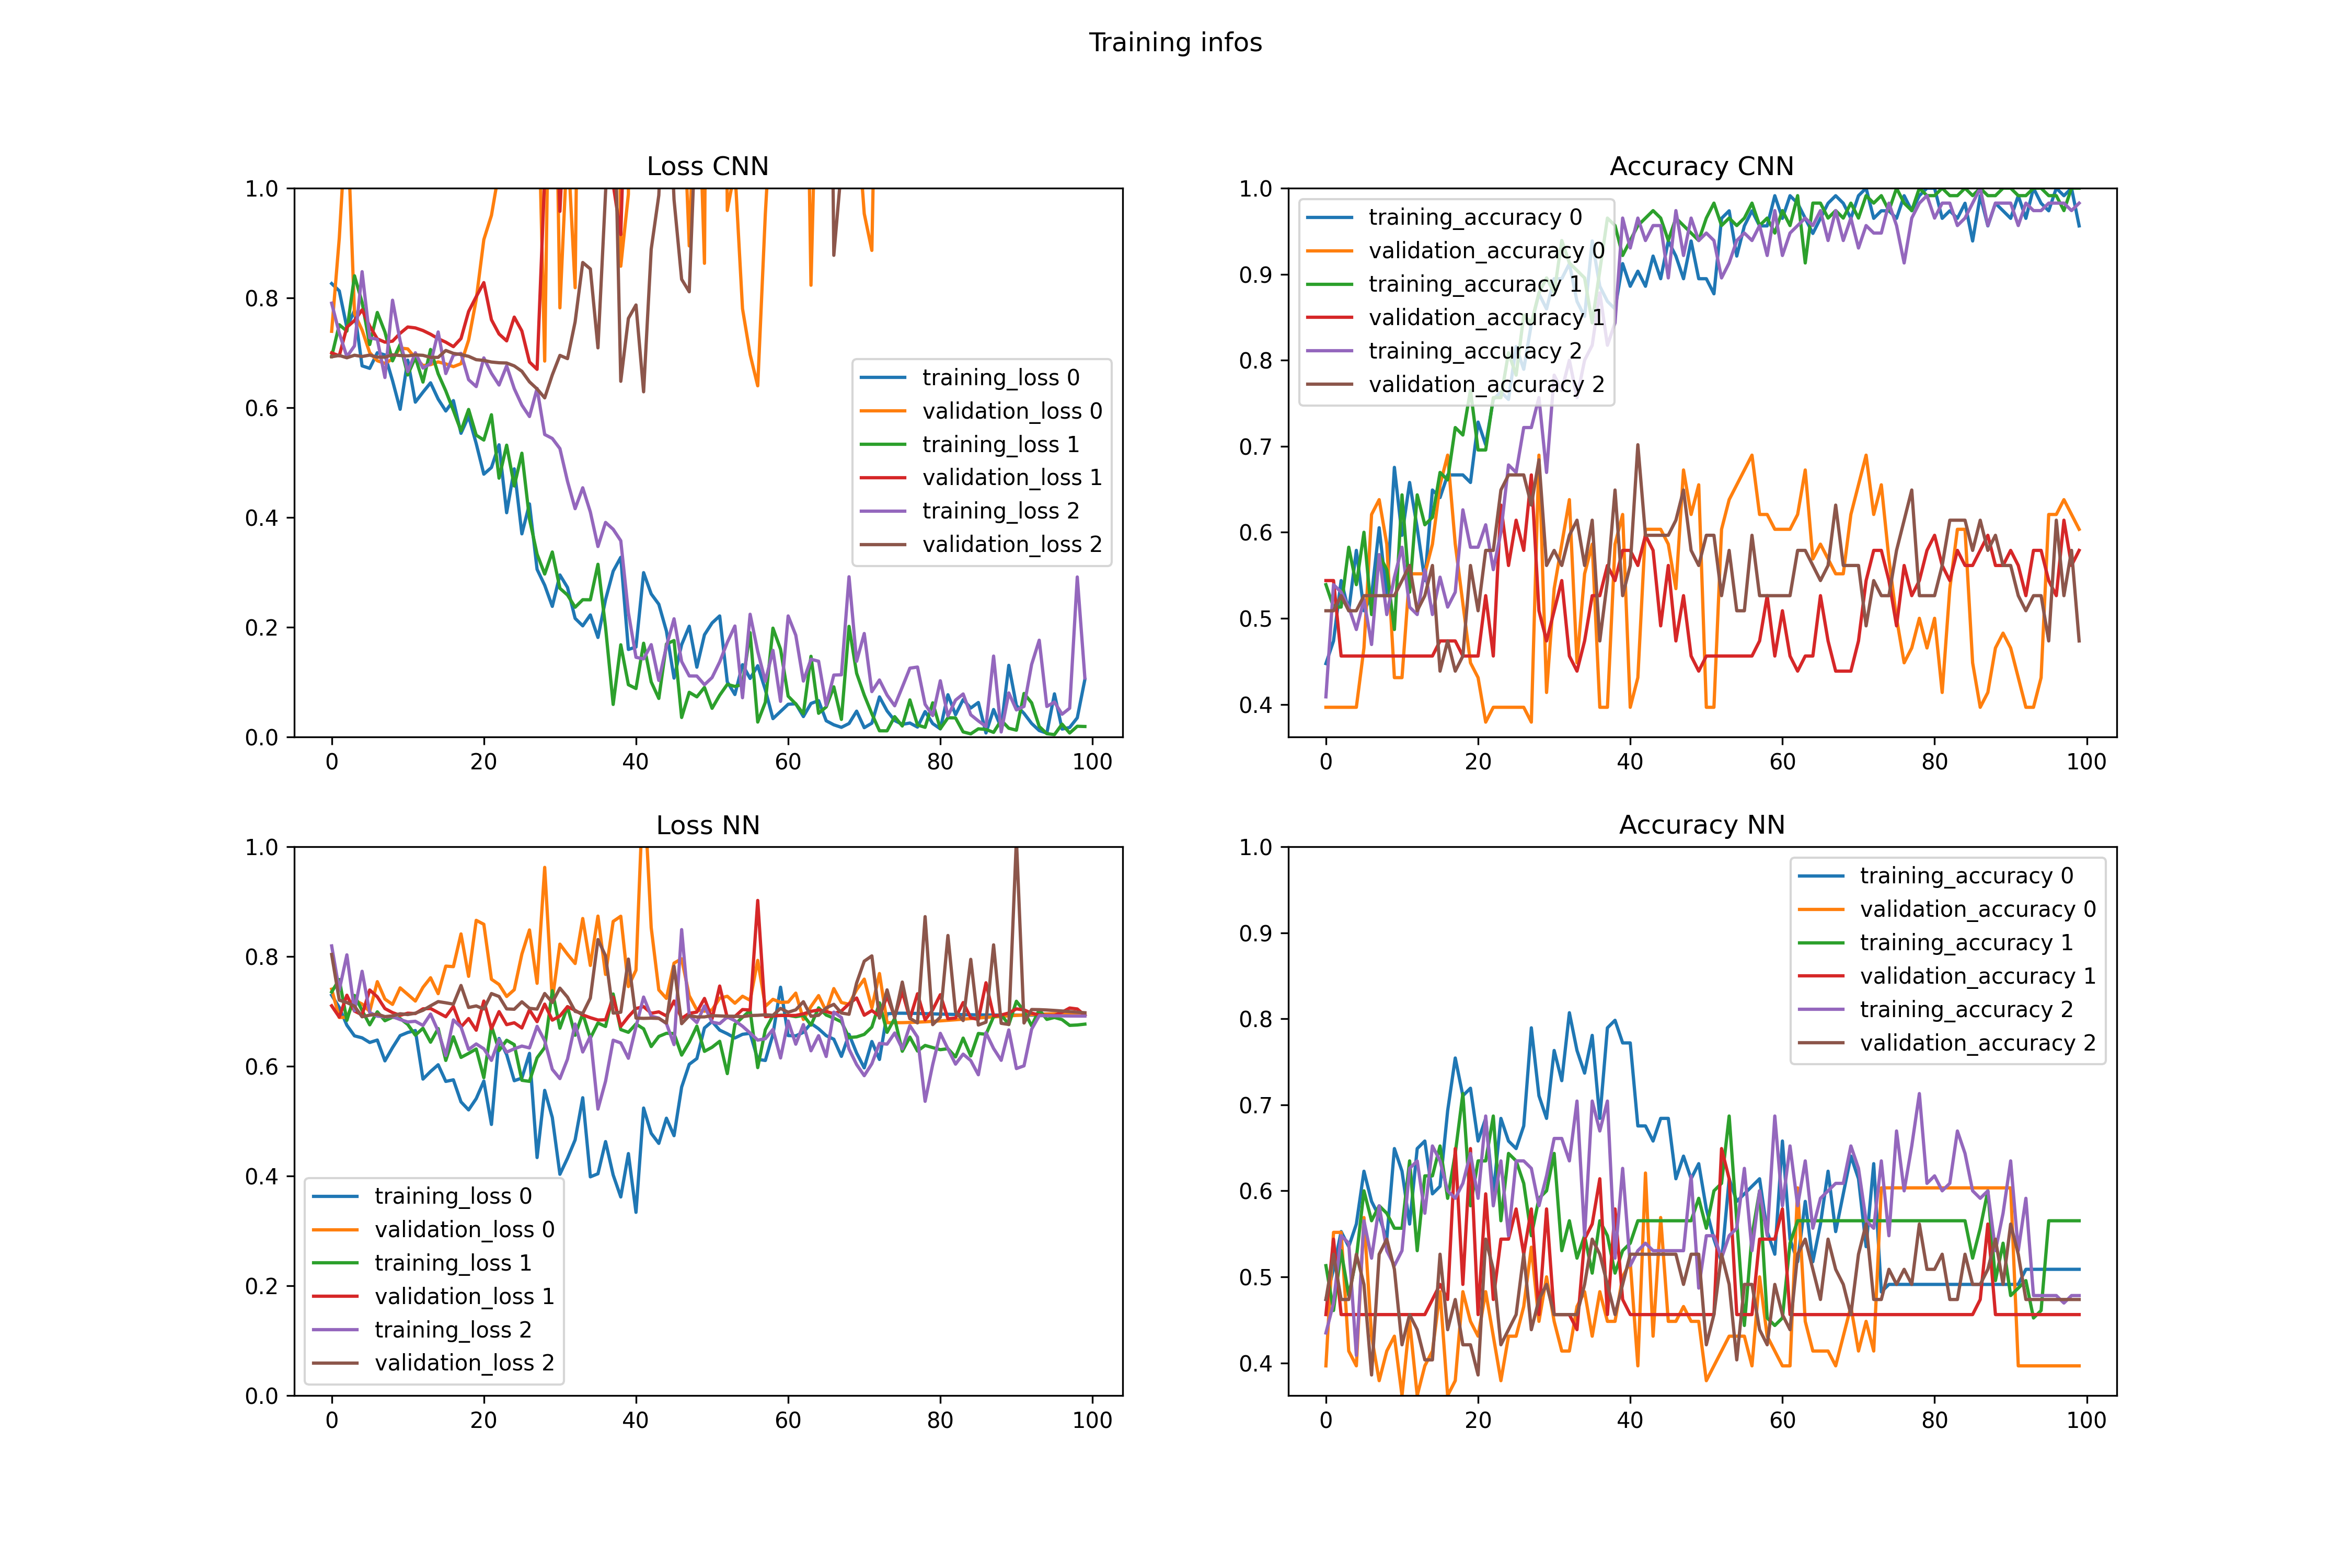 Training infos
Loss CNN
1.0
0.8
0.6
0.4
0.2
0.0
0 20 40 60 80 100
training_loss 0
validation_loss 0
training_loss 1
validation_loss 1
training_loss 2
validation_loss 2
Accuracy CNN
1.0
0.9
0.8
0.7
0.6
0.5
0.4
0 20 40 60 80 100
training_accuracy 0
validation_accuracy 0
training_accuracy 1
validation_accuracy 1
training_accuracy 2
validation_accuracy 2
Loss NN
1.0
0.8
0.6
0.4
0.2
0.0
0 20 40 60 80 100
training_loss 0
validation_loss 0
training_loss 1
validation_loss 1
training_loss 2
validation_loss 2
Accuracy NN
1.0
0.9
0.8
0.7
0.6
0.5
0.4
0 20 40 60 80 100
training_accuracy 0
validation_accuracy 0
training_accuracy 1
validation_accuracy 1
training_accuracy 2
validation_accuracy 2